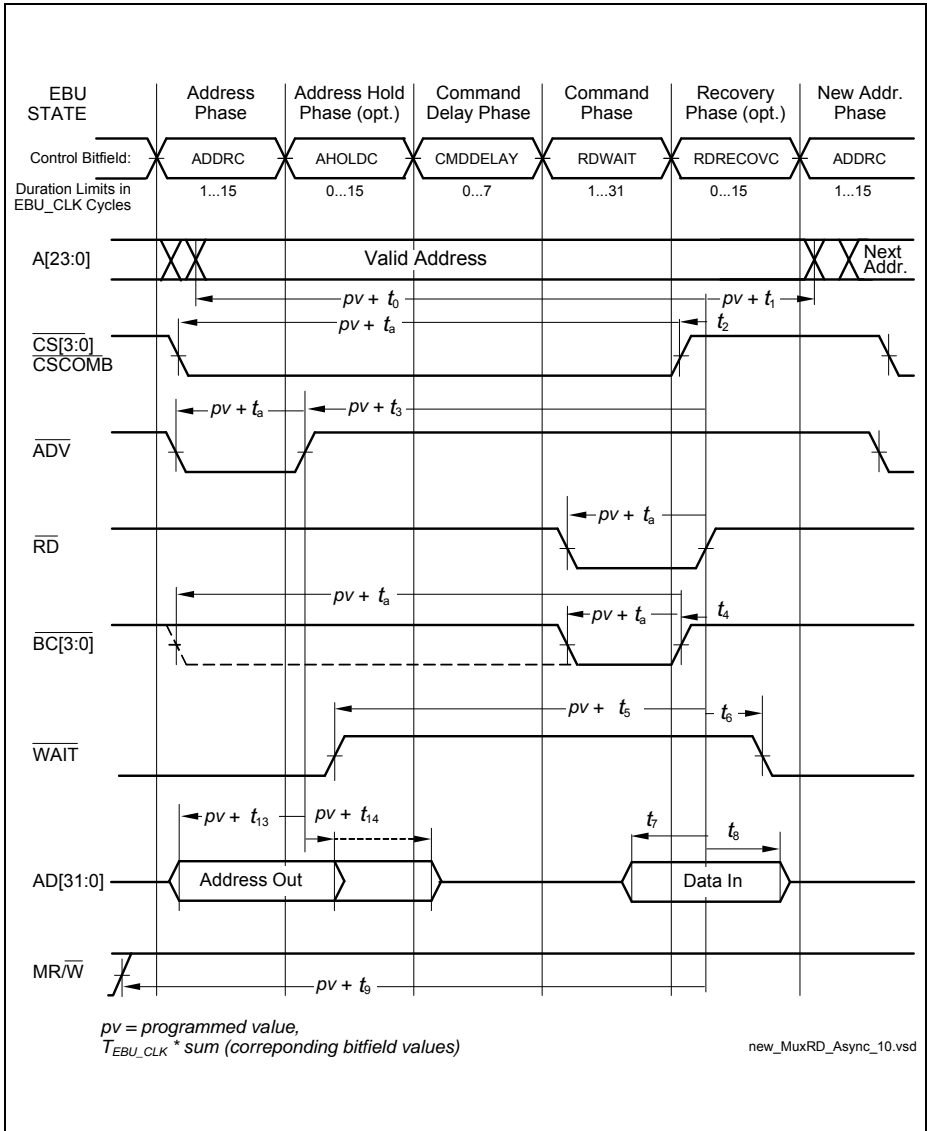 EBU
STATE
Address
Phase
Address Hold
Phase (opt.)
Command
Delay Phase
Command
Phase
Recovery
Phase (opt.)
New Addr.
Phase
Control Bitfield:
ADDRC
AHOLDC
CMDDELAY
RDWAIT
RDRECOVC
ADDRC
Duration Limits in
EBU_CLK Cycles
1...15
0...15
0...7
1...31
0...15
1...15
A[23:0]
Valid Address
Next
Addr.
pv + t0
pv + t1
pv + ta
t2
CS[3:0]
CSCOMB
pv + ta
pv + t3
ADV
pv + ta
RD
pv + ta
pv + ta
t4
BC[3:0]
pv + t5
t6
WAIT
pv + t13
pv + t14
t7
t8
AD[31:0]
Address Out
Data In
MR/W
pv + t9
pv = programmed value,
TEBU_CLK * sum (correponding bitfield values)
new_MuxRD_Async_10.vsd